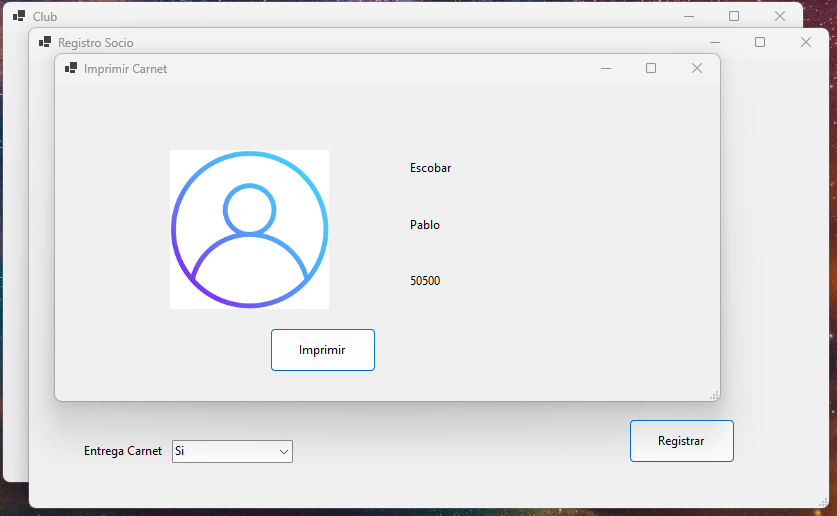 Club
Registro Socio
Imprimir Carnet
Escobar
Pablo
50500
Imprimir
Entrega Carnet
Si
Registrar